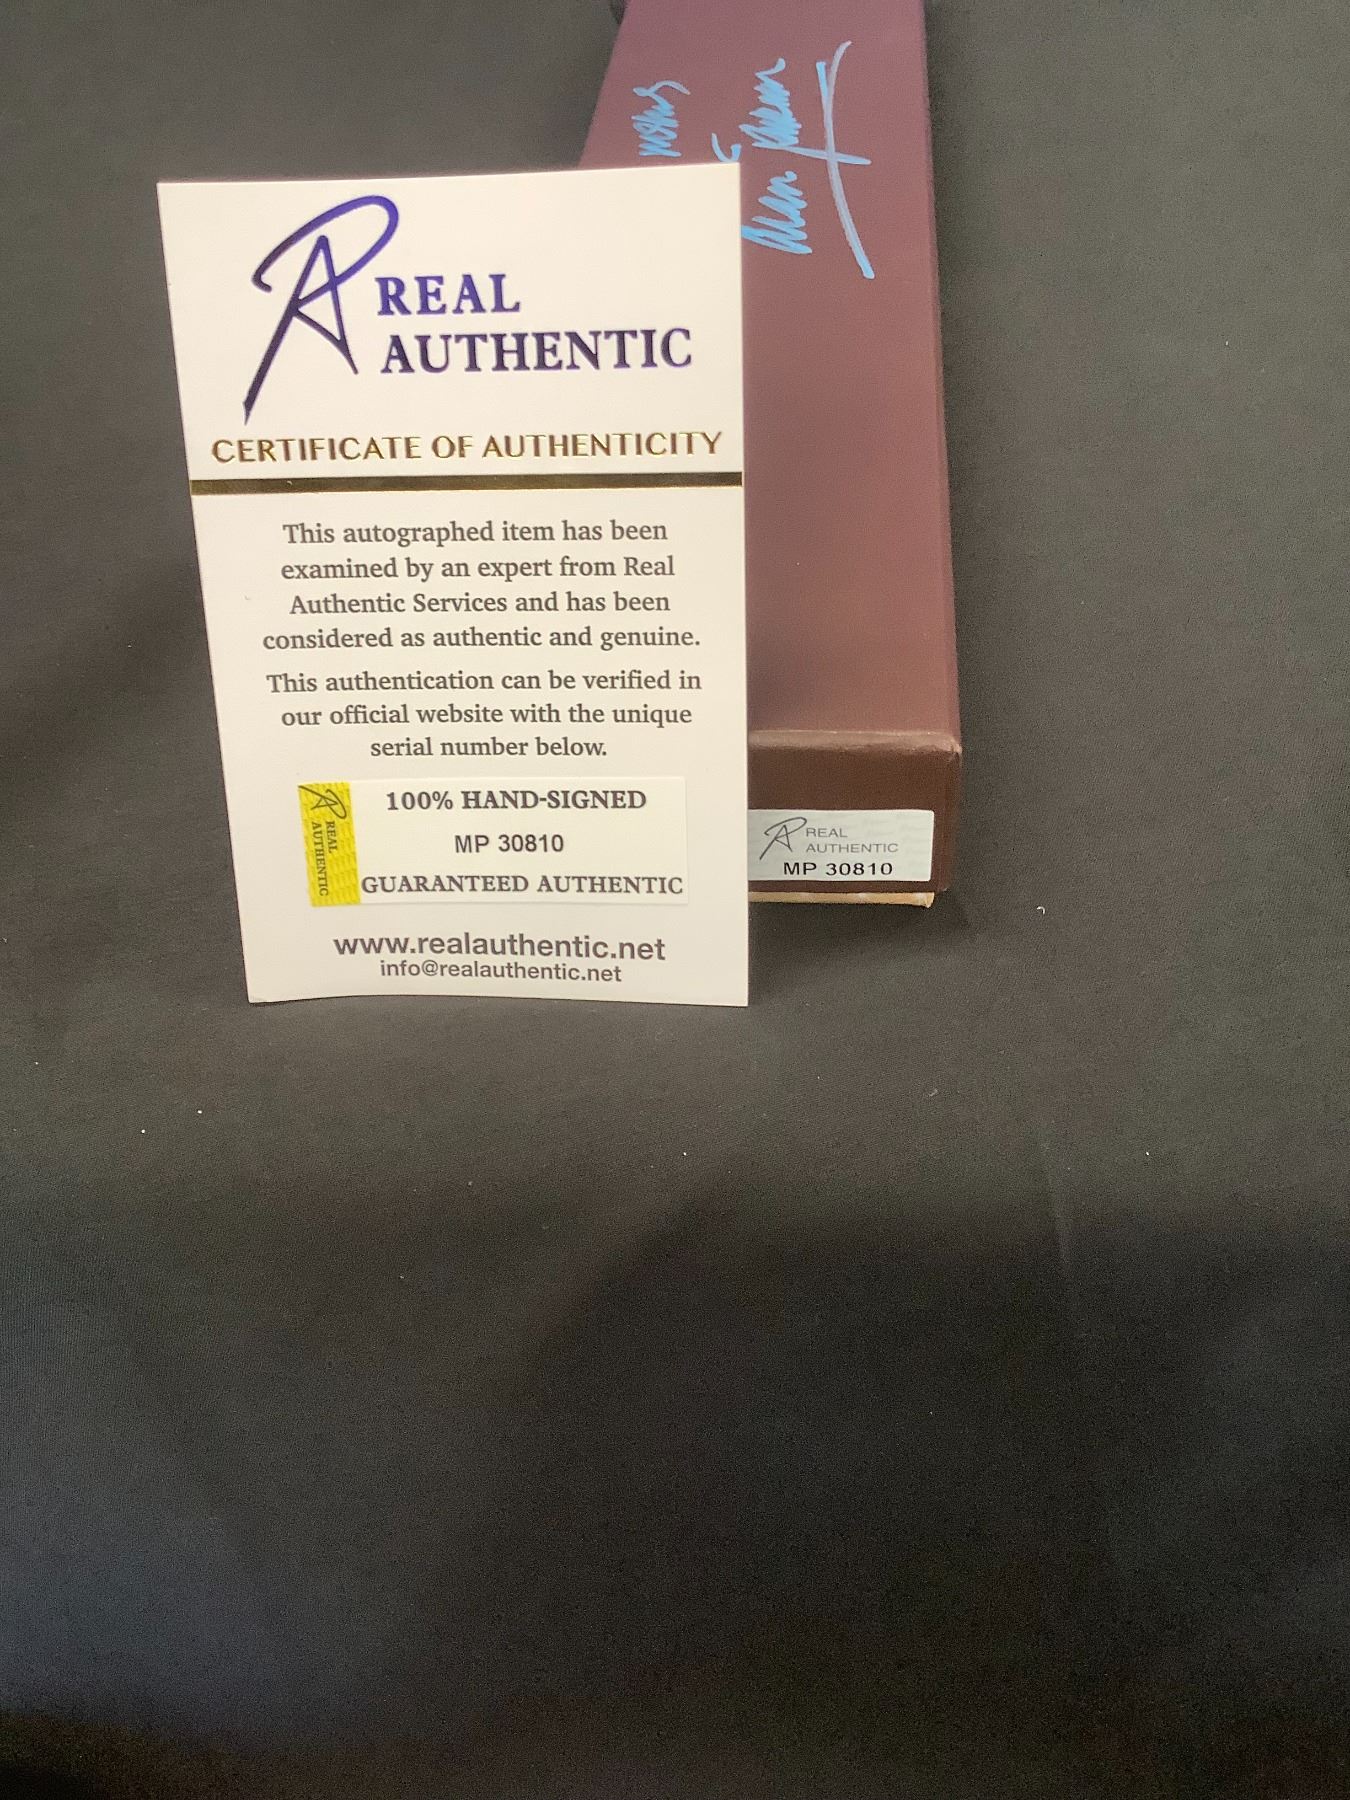 REAL
AUTHENTIC
CERTIFICATE OF AUTHENTICITY
This autographed item has been
examined by an expert from Real
Authentic Services and has been
considered as authentic and genuine.
This authentication can be verified in
our official website with the unique
serial number below.
REAL
AUTHENTIC
100% HAND-SIGNED
MP 30810
GUARANTEED AUTHENTIC
www.realauthentic.net
info@realauthentic.net
REAL
AUTHENTIC
MP 30810